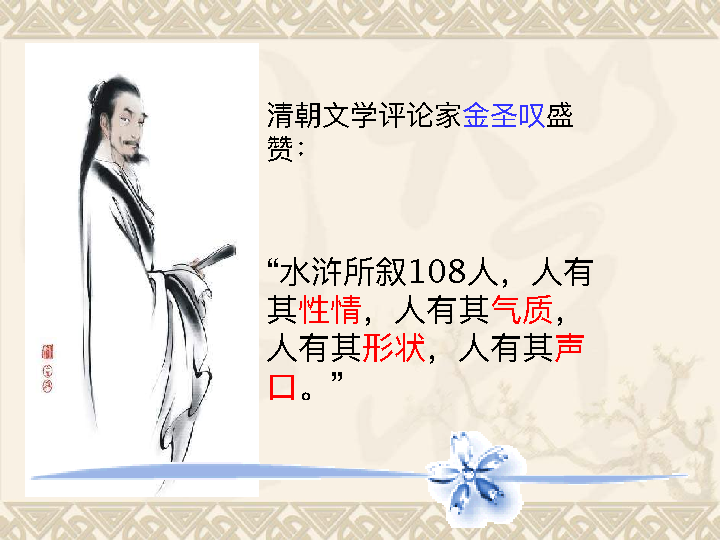 清朝文学评论家金圣叹盛
赞：
“水浒所叙108人，人有
其性情，人有其气质，
人有其形状，人有其声
口。”